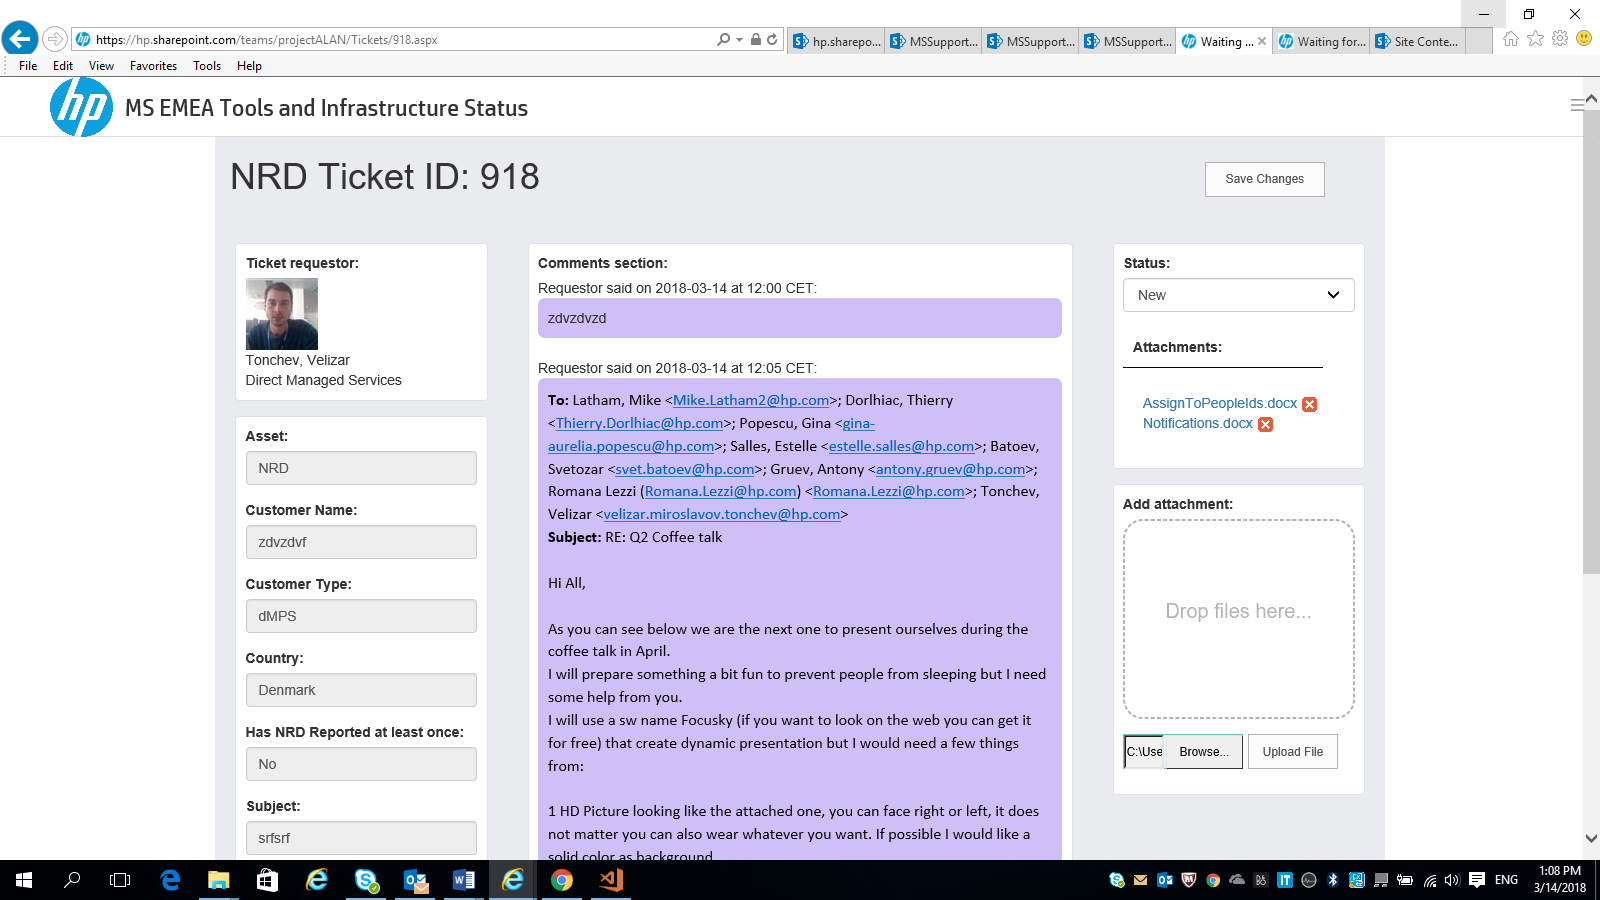 https://hp.sharepoint.com/teams/projectALAN/Tickets/918.aspx
hp.sharepo...
MSSupport...
MSSupport...
MSSupport...
Waiting ...
Waiting for...
Site Conte...
File Edit View Favorites Tools Help
hp
MS EMEA Tools and Infrastructure Status
NRD Ticket ID: 918
Save Changes
Ticket requestor:
Tonchev, Velizar
Direct Managed Services
Asset:
NRD
Customer Name:
zdvzdvf
Customer Type:
dMPS
Country:
Denmark
Has NRD Reported at least once:
No
Subject:
srfsrf
Comments section:
Requestor said on 2018-03-14 at 12:00 CET:
zdvzdvzd
Requestor said on 2018-03-14 at 12:05 CET:
To: Latham, Mike <Mike.Latham2@hp.com>; Dorlhiac, Thierry
<Thierry.Dorlhiac@hp.com>; Popescu, Gina <gina-
aurelia.popescu@hp.com>; Salles, Estelle <estelle.salles@hp.com>; Batoev,
Svetozar <svet.batoev@hp.com>; Gruev, Antony <antony.gruev@hp.com>;
Romana Lezzi (Romana.Lezzi@hp.com) <Romana.Lezzi@hp.com>; Tonchev,
Velizar <velizar.miroslavov.tonchev@hp.com>
Subject: RE: Q2 Coffee talk
Hi All,
As you can see below we are the next one to present ourselves during the
coffee talk in April.
I will prepare something a bit fun to prevent people from sleeping but I need
some help from you.
I will use a sw name Focusky (if you want to look on the web you can get it
for free) that create dynamic presentation but I would need a few things
from:
1 HD Picture looking like the attached one, you can face right or left, it does
not matter you can also wear whatever you want. If possible I would like a
solid color as background
Status:
New
Attachments:
AssignToPeopleIds.docx
Notifications.docx
Add attachment:
Drop files here...
C:\Use
Browse...
Upload File
ENG
1:08 PM
3/14/2018